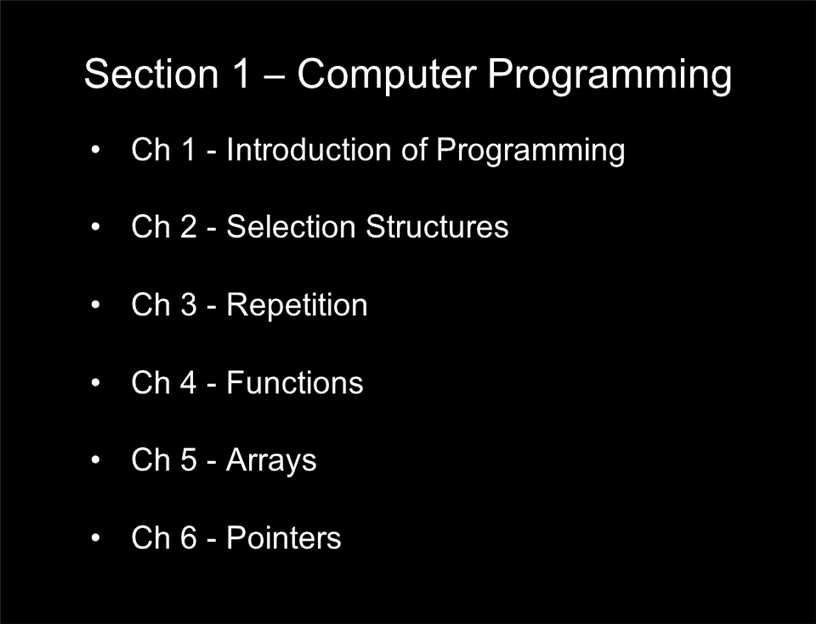 Section 1 – Computer Programming
• Ch 1 - Introduction of Programming
• Ch 2 - Selection Structures
• Ch 3 - Repetition
• Ch 4 - Functions
• Ch 5 - Arrays
• Ch 6 - Pointers